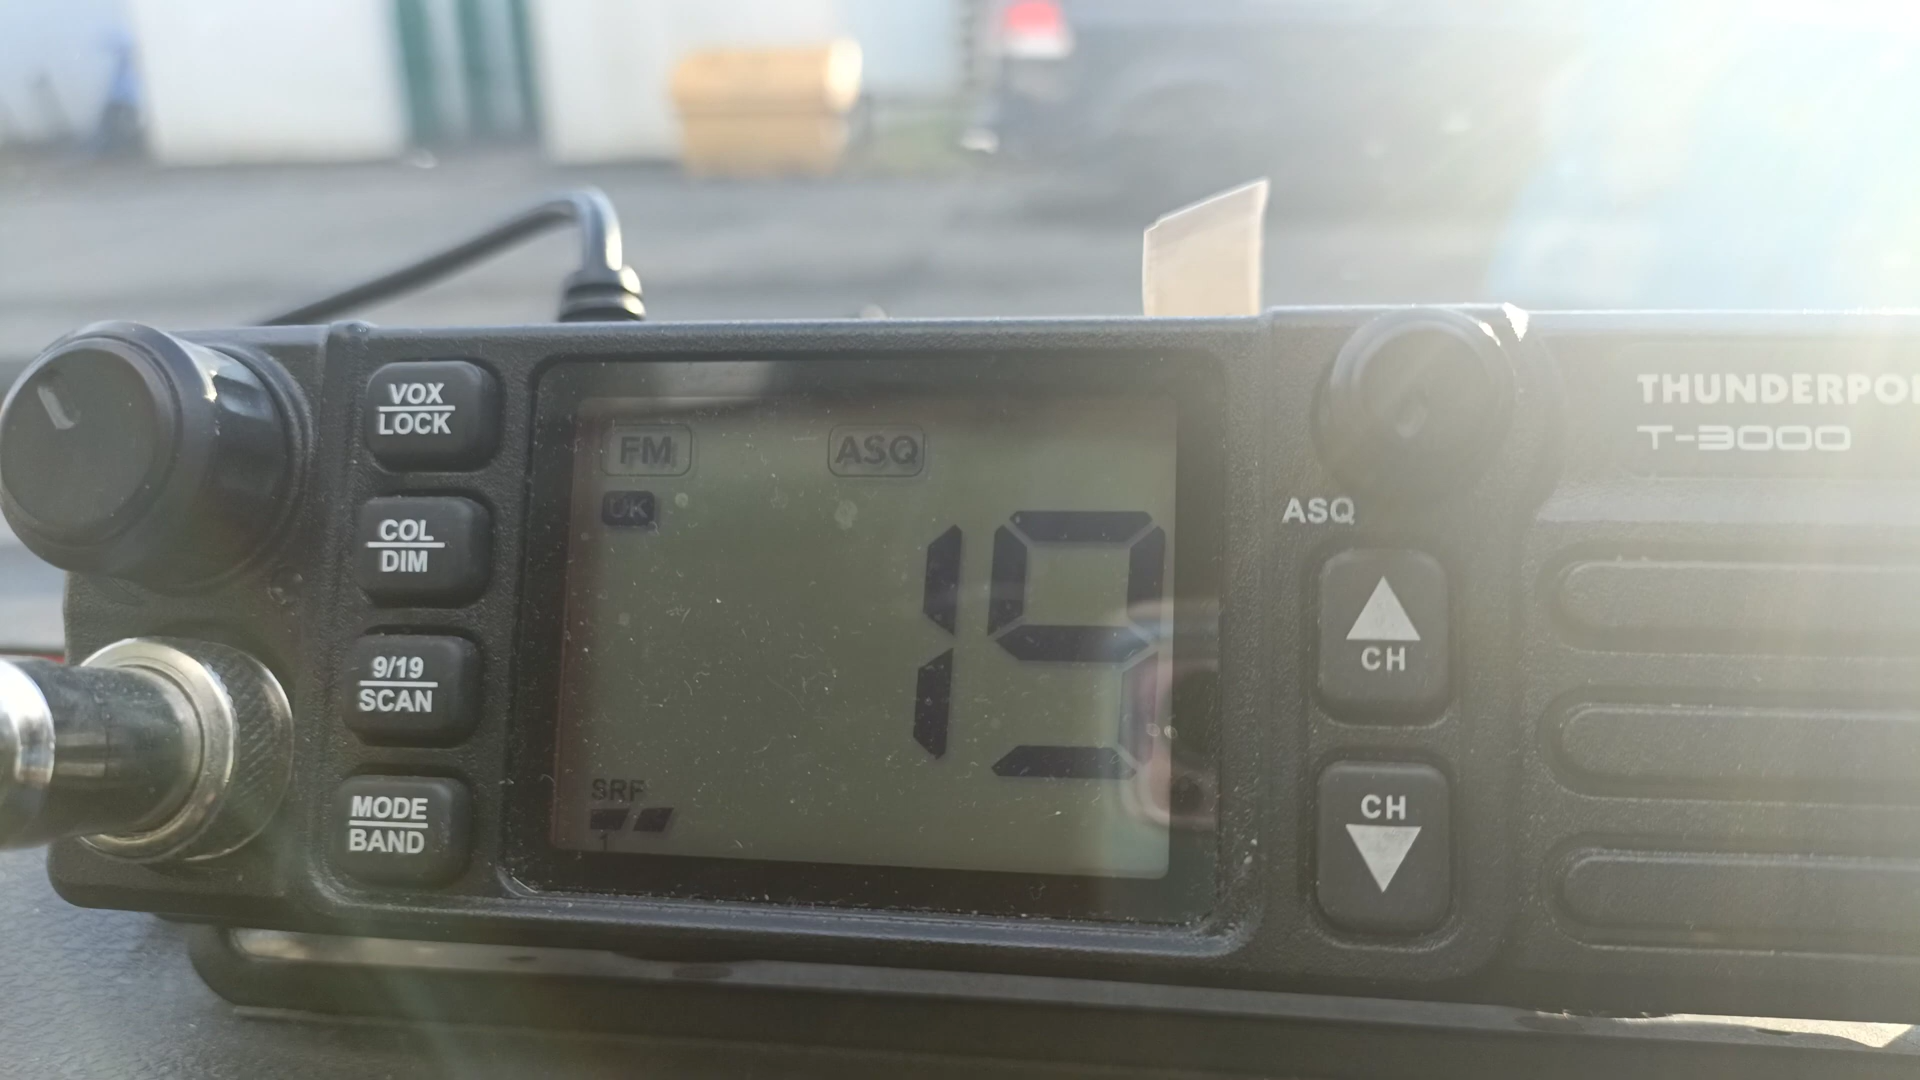 VOX
LOCK
COL
DIM
9/19
SCAN
MODE
BAND
FM ASQ
UK
19
SRF
1
ASQ
CH
CH
THUNDERPO
T-3000